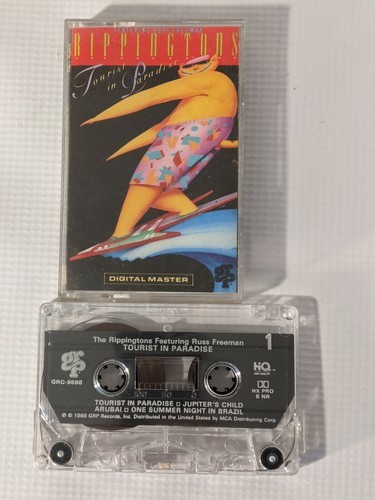 RIPPINGTONS
Tourist
in Paradise
DIGITAL MASTER
GRP
The Rippingtons Featuring Russ Freeman
TOURIST IN PARADISE
1
GRP
GRC-9588
HQ
HX PRO
B NR
TOURIST IN PARADISE □ JUPITER'S CHILD
ARUBA! □ ONE SUMMER NIGHT IN BRAZIL
℗ © 1989 GRP Records, Inc. Distributed in the United States by MCA Distributing Corp